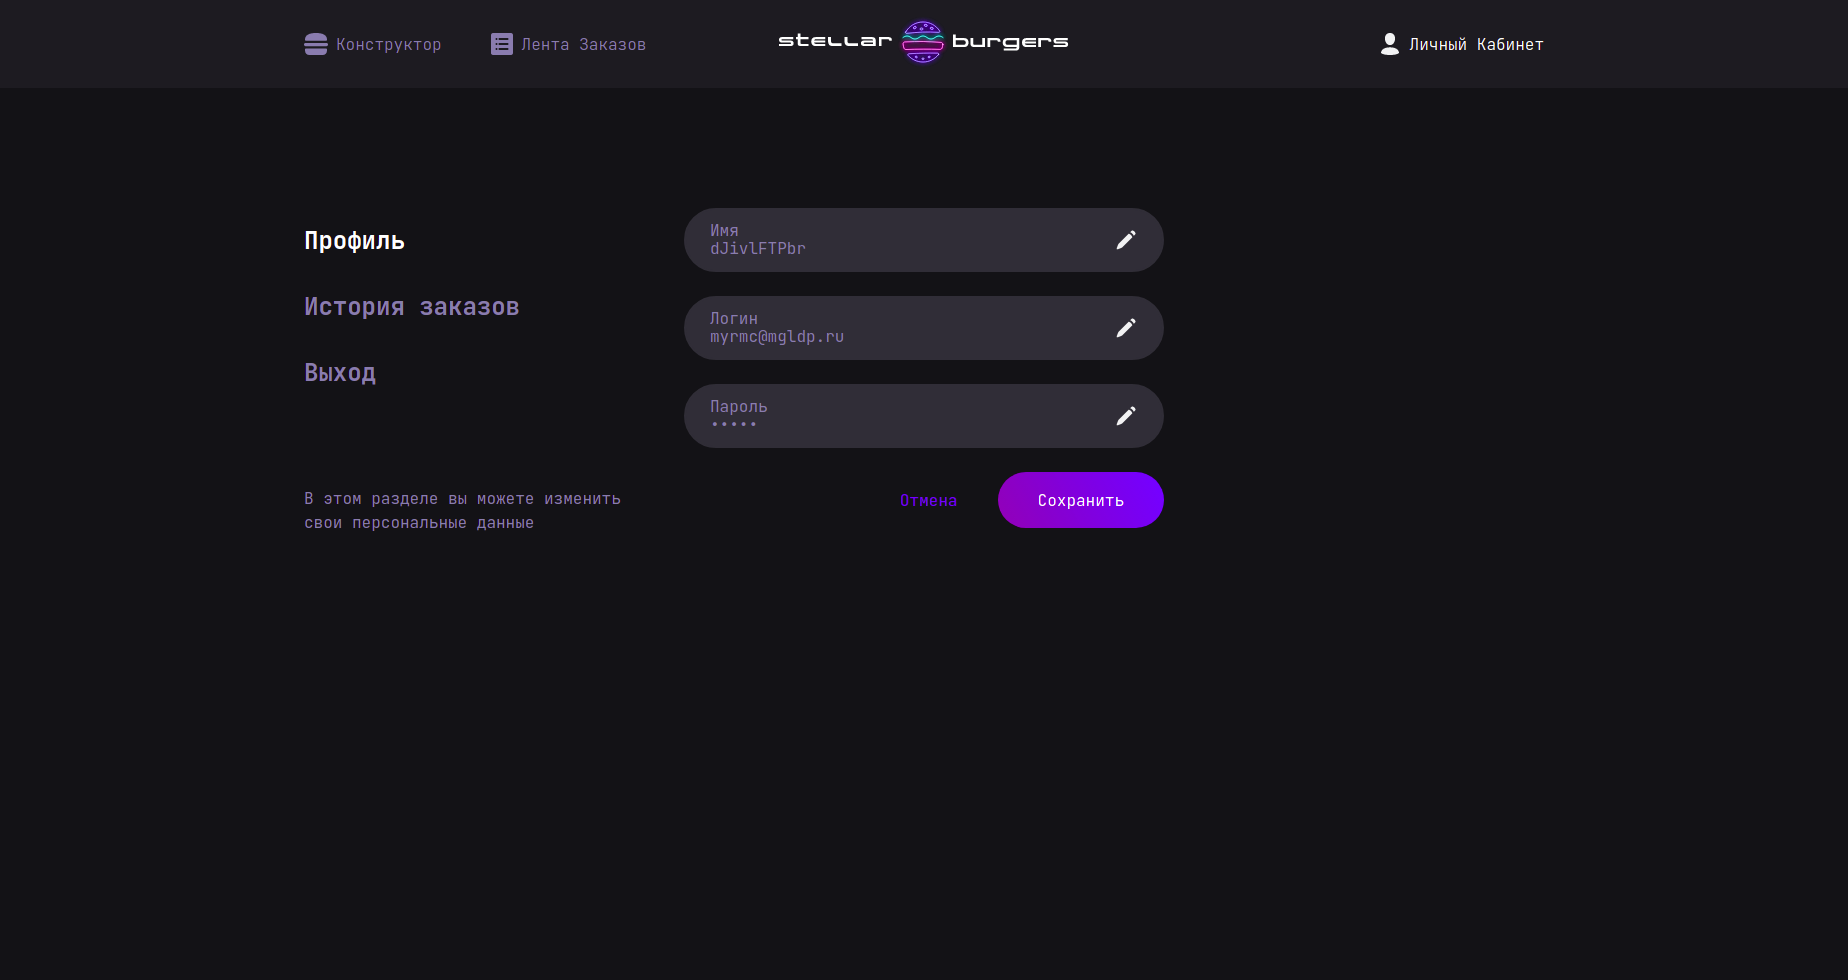 Конструктор
Лента Заказов
stellar burgers
Личный Кабинет
Профиль
История заказов
Выход
В этом разделе вы можете изменить
свои персональные данные
Имя
dJivlFTPbr
Логин
myrmc@mgldp.ru
Пароль
•••••
Отмена
Сохранить